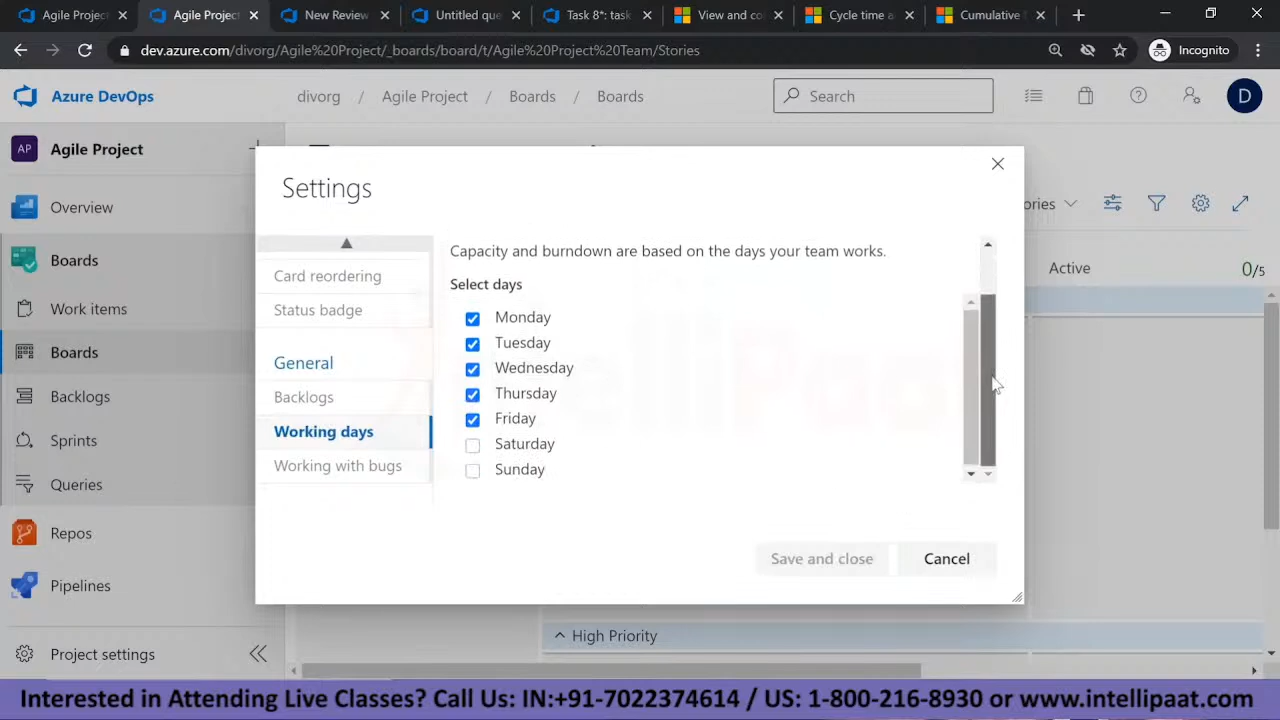 Agile Proje
Agile Proje
New Review
Untitled que
Task 8*: task
View and co
Cycle time a
Cumulative
dev.azure.com/divorg/Agile%20Project/_boards/board/t/Agile%20Project%20Team/Stories
Incognito
Azure DevOps
divorg / Agile Project / Boards / Boards
Search
D
AP Agile Project
Overview
Boards
Work items
Boards
Backlogs
Sprints
Queries
Repos
Pipelines
Project settings
Settings
ories
Active 0/5
Card reordering
Status badge
General
Backlogs
Working days
Working with bugs
Capacity and burndown are based on the days your team works.
Select days
Monday
Tuesday
Wednesday
Thursday
Friday
Saturday
Sunday
Save and close
Cancel
High Priority
Interested in Attending Live Classes? Call Us: IN:+91-7022374614 / US: 1-800-216-8930 or www.intellipaat.com